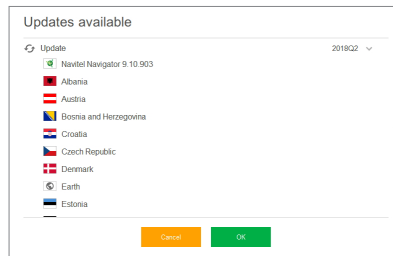 Updates available
Update 2018Q2
Navitel Navigator 9.10.903
Albania
Austria
Bosnia and Herzegovina
Croatia
Czech Republic
Denmark
Earth
Estonia
Cancel OK